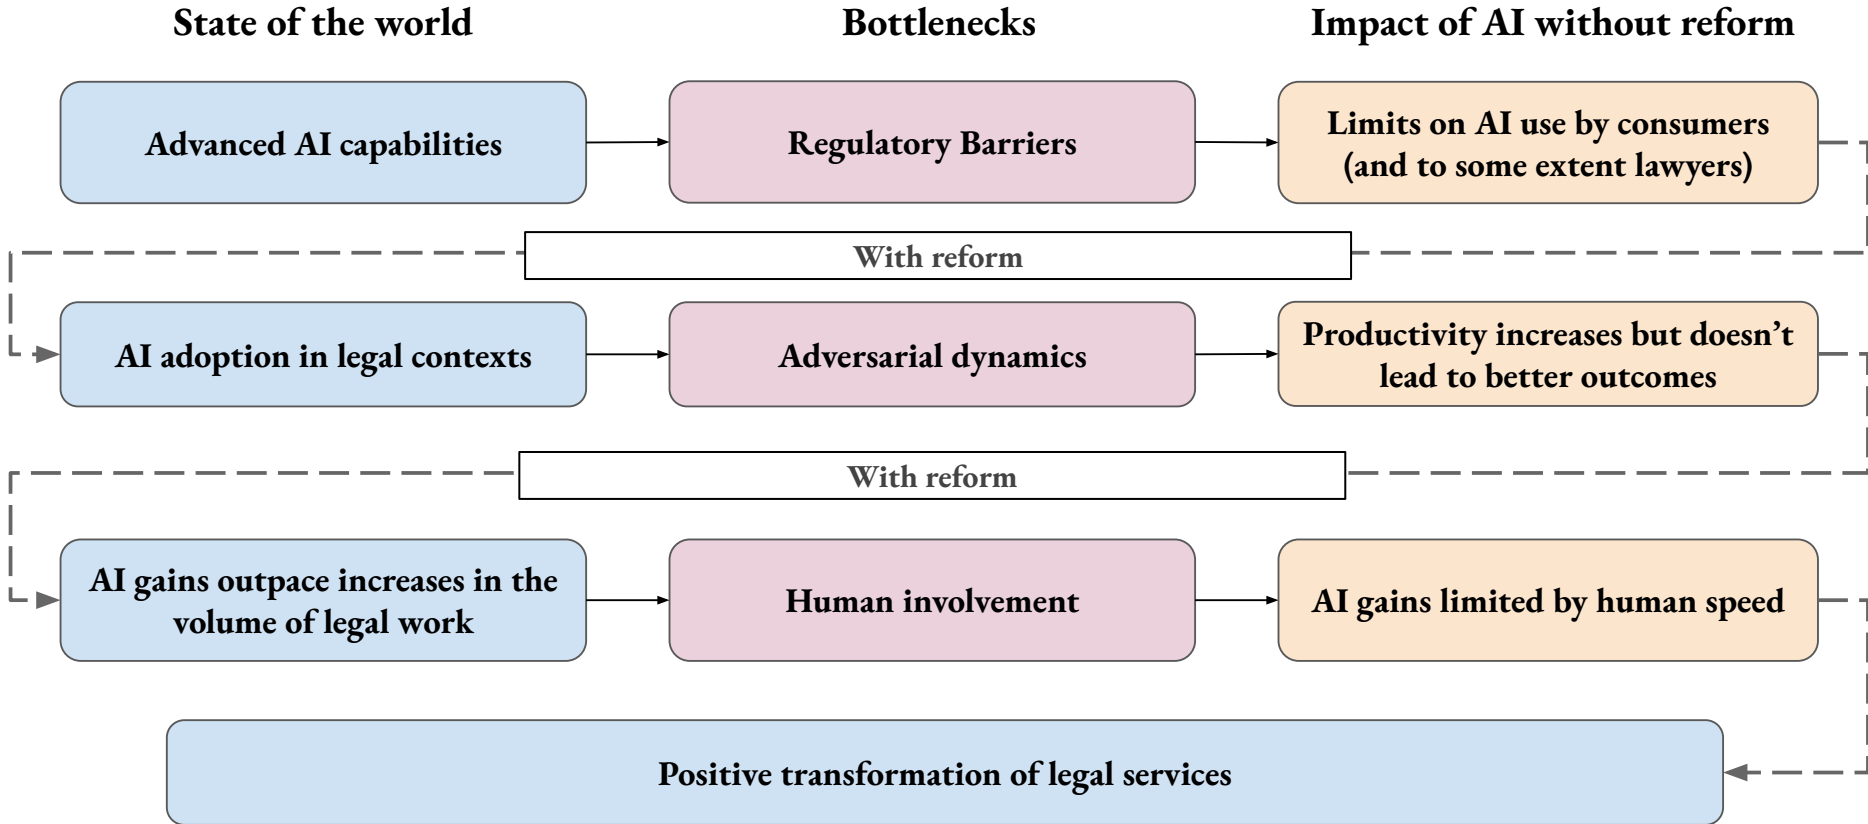 State of the world
Bottlenecks
Impact of AI without reform
Advanced AI capabilities
Regulatory Barriers
Limits on AI use by consumers
(and to some extent lawyers)
With reform
AI adoption in legal contexts
Adversarial dynamics
Productivity increases but doesn’t
lead to better outcomes
With reform
AI gains outpace increases in the
volume of legal work
Human involvement
AI gains limited by human speed
Positive transformation of legal services